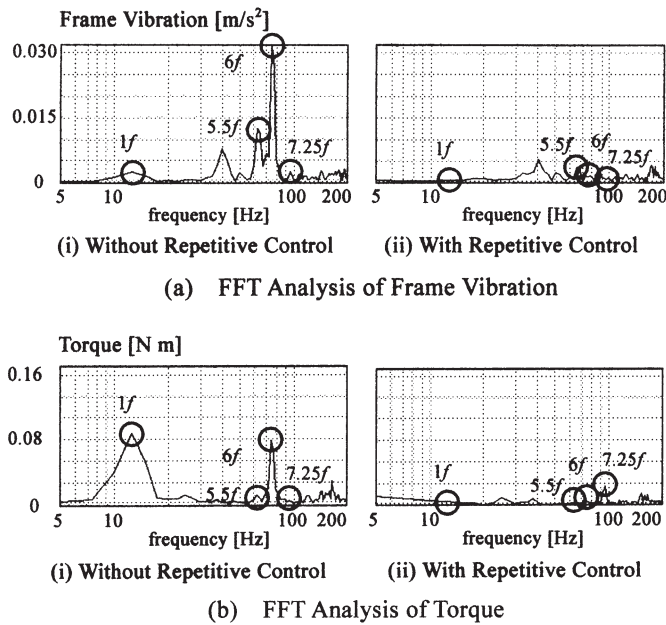 Frame Vibration [m/s²]
0.030
0.015
0
1f
5.5f
6f
7.25f
5 10 100 200
frequency [Hz]
(i) Without Repetitive Control
1f
5.5f
6f
7.25f
5 10 100 200
frequency [Hz]
(ii) With Repetitive Control
(a) FFT Analysis of Frame Vibration
Torque [N m]
0.16
0.08
0
1f
5.5f
6f
7.25f
5 10 100 200
frequency [Hz]
(i) Without Repetitive Control
1f
5.5f
6f
7.25f
5 10 100 200
frequency [Hz]
(ii) With Repetitive Control
(b) FFT Analysis of Torque